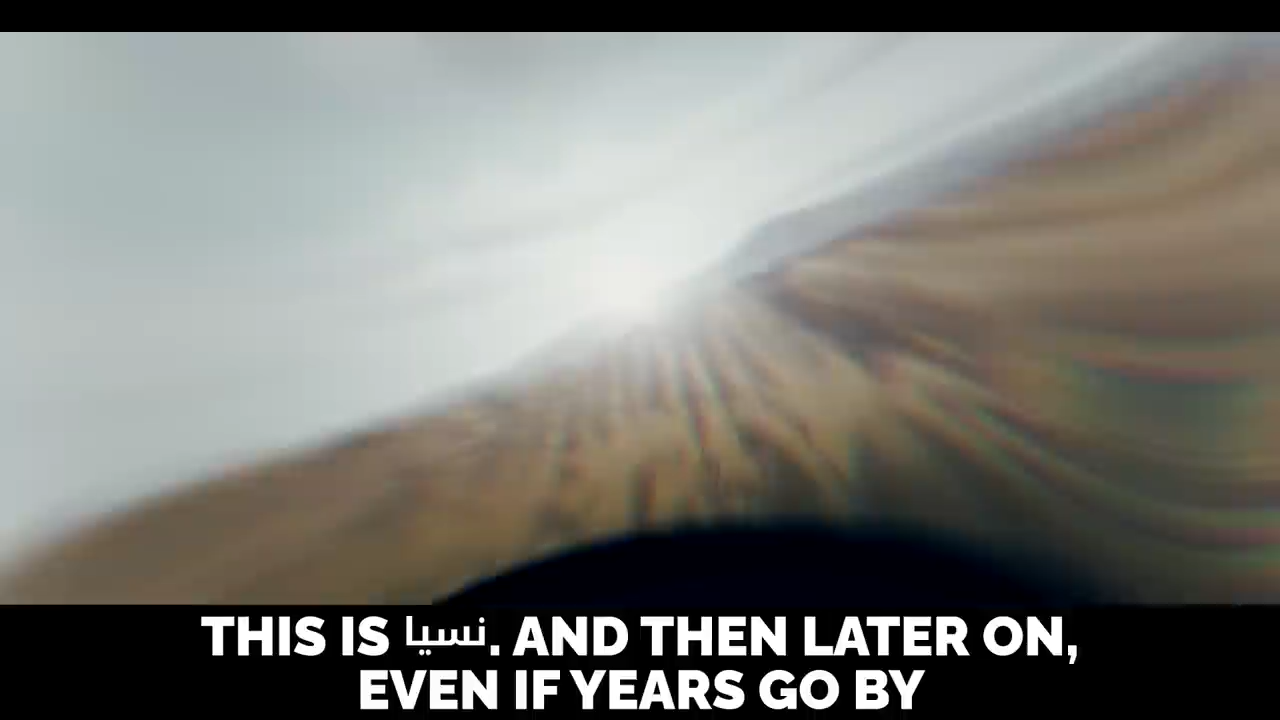 THIS IS نسيا. AND THEN LATER ON,
EVEN IF YEARS GO BY